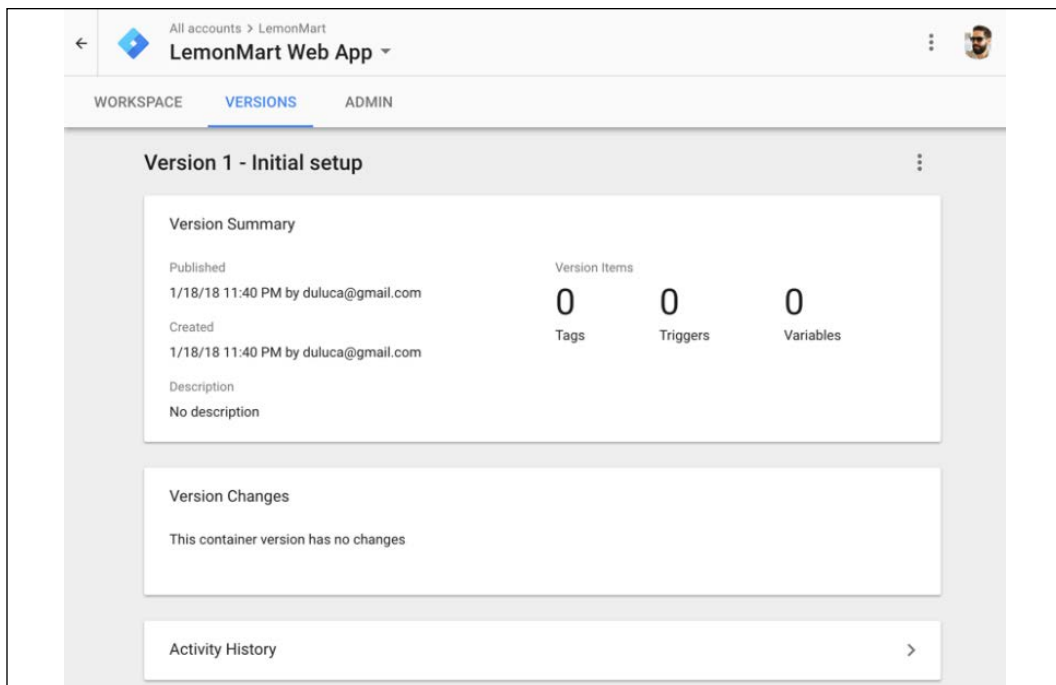 All accounts > LemonMart
LemonMart Web App
WORKSPACE VERSIONS ADMIN
Version 1 - Initial setup
Version Summary
Published
1/18/18 11:40 PM by duluca@gmail.com
Created
1/18/18 11:40 PM by duluca@gmail.com
Description
No description
Version Items
0 0 0
Tags Triggers Variables
Version Changes
This container version has no changes
Activity History